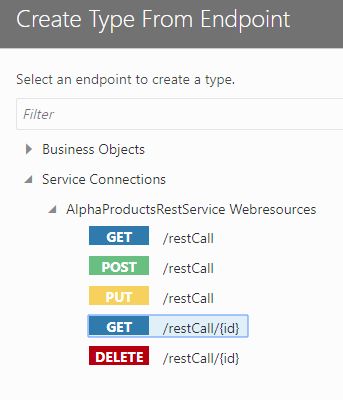 Create Type From Endpoint
Select an endpoint to create a type.
Filter
Business Objects
Service Connections
AlphaProductsRestService Webresources
GET /restCall
POST /restCall
PUT /restCall
GET /restCall/{id}
DELETE /restCall/{id}